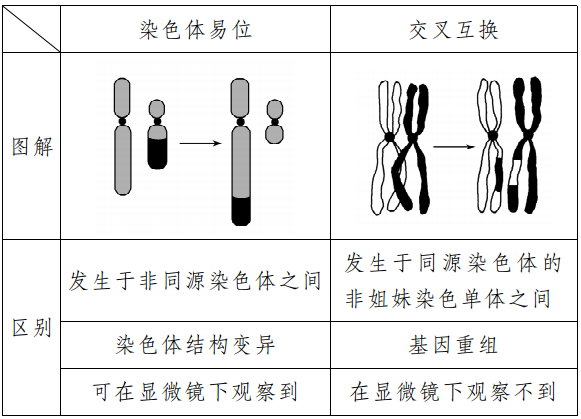 染色体易位
交叉互换
图解
区别
发生于非同源染色体之间
发生于同源染色体的
非姐妹染色单体之间
染色体结构变异
基因重组
可在显微镜下观察到
在显微镜下观察不到